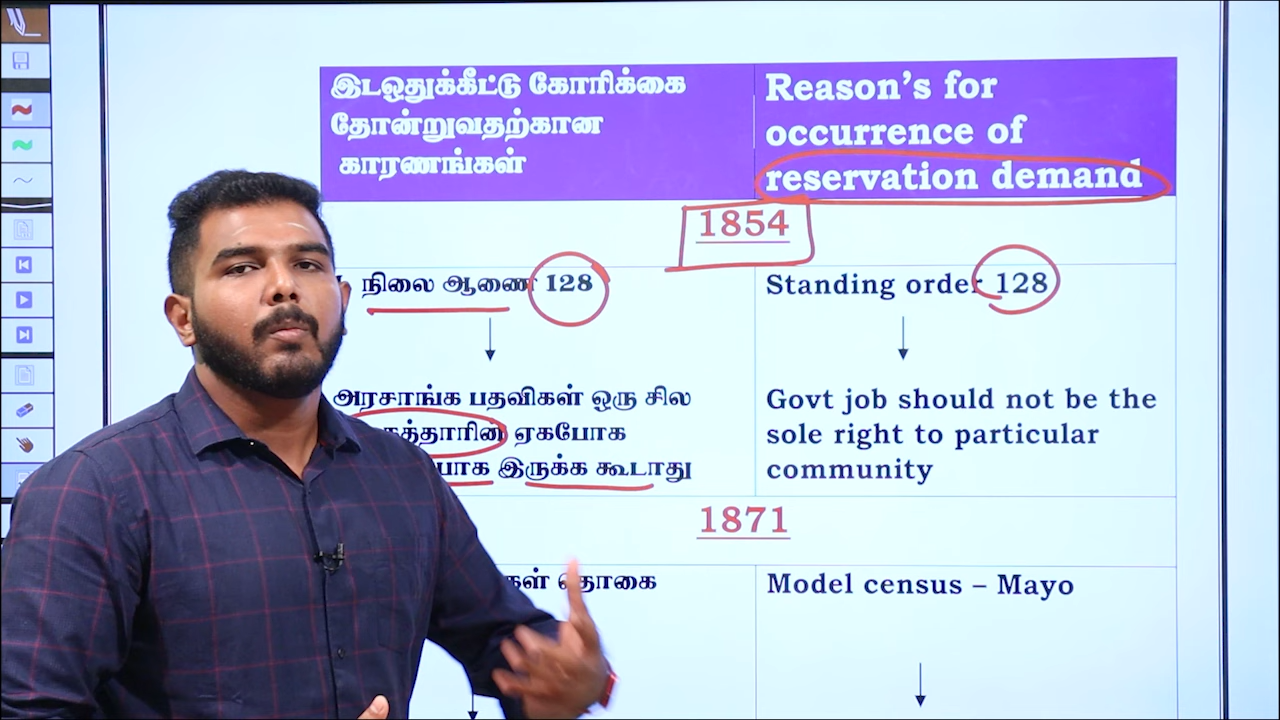 இடஒதுக்கீட்டு கோரிக்கை
தோன்றுவதற்கான
காரணங்கள்
Reason's for
occurrence of
reservation demand
1854
நிலை ஆணை 128
Standing order 128
அரசாங்க பதவிகள் ஒரு சில
ஏகபோக
இருக்க கூடாது
Govt job should not be the
sole right to particular
community
1871
தொகை
Model census – Mayo